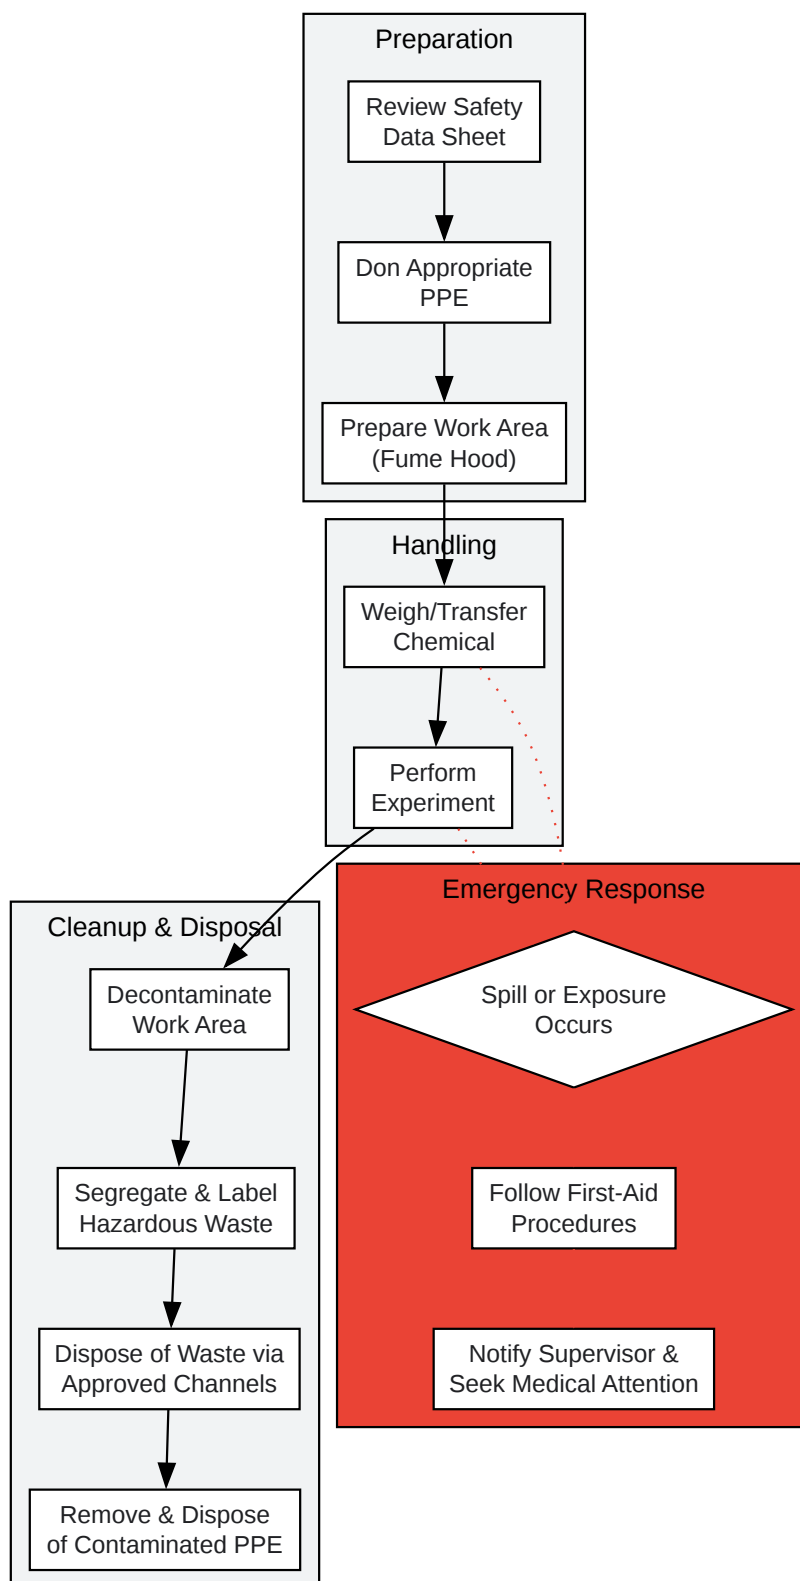 Preparation
Review Safety
Data Sheet
Don Appropriate
PPE
Prepare Work Area
(Fume Hood)
Handling
Weigh/Transfer
Chemical
Perform
Experiment
Emergency Response
Spill or Exposure
Occurs
Follow First-Aid
Procedures
Notify Supervisor &
Seek Medical Attention
Cleanup & Disposal
Decontaminate
Work Area
Segregate & Label
Hazardous Waste
Dispose of Waste via
Approved Channels
Remove & Dispose
of Contaminated PPE